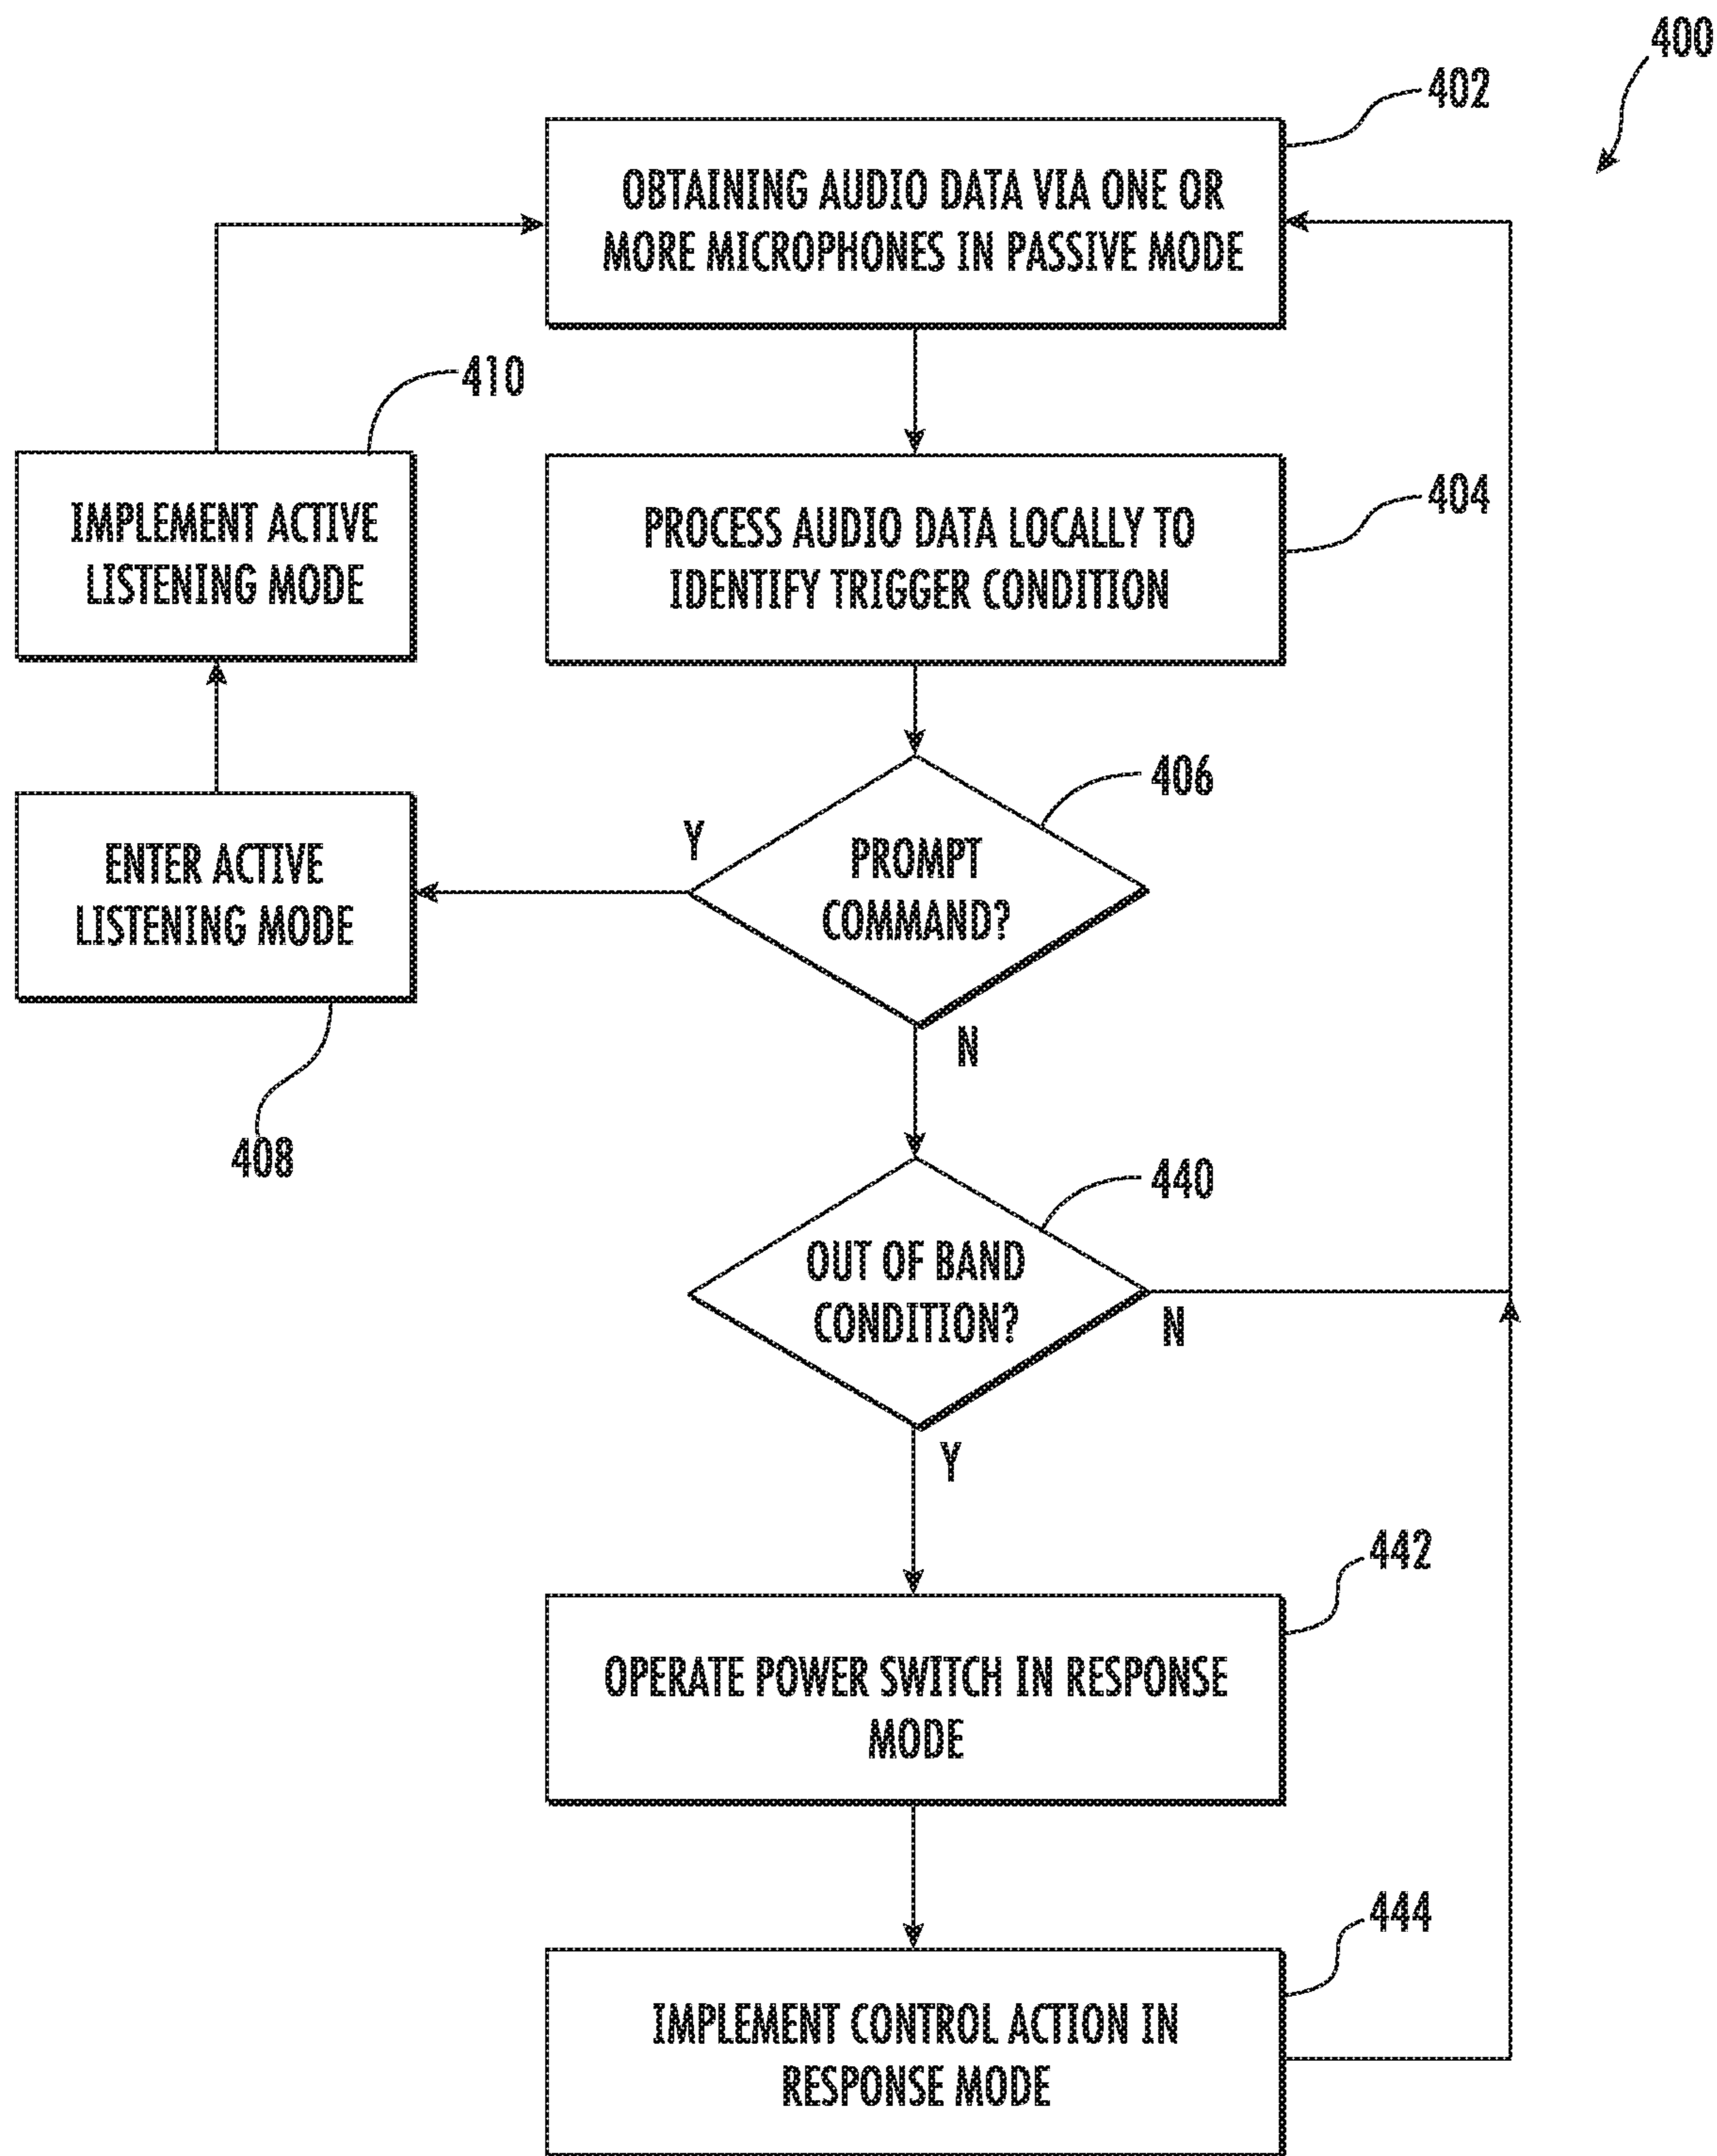 400
402
OBTAINING AUDIO DATA VIA ONE OR
MORE MICROPHONES IN PASSIVE MODE
410
IMPLEMENT ACTIVE
LISTENING MODE
404
PROCESS AUDIO DATA LOCALLY TO
IDENTIFY TRIGGER CONDITION
406
Y
PROMPT
COMMAND?
ENTER ACTIVE
LISTENING MODE
N
408
440
OUT OF BAND
CONDITION?
N
Y
442
OPERATE POWER SWITCH IN RESPONSE
MODE
444
IMPLEMENT CONTROL ACTION IN
RESPONSE MODE